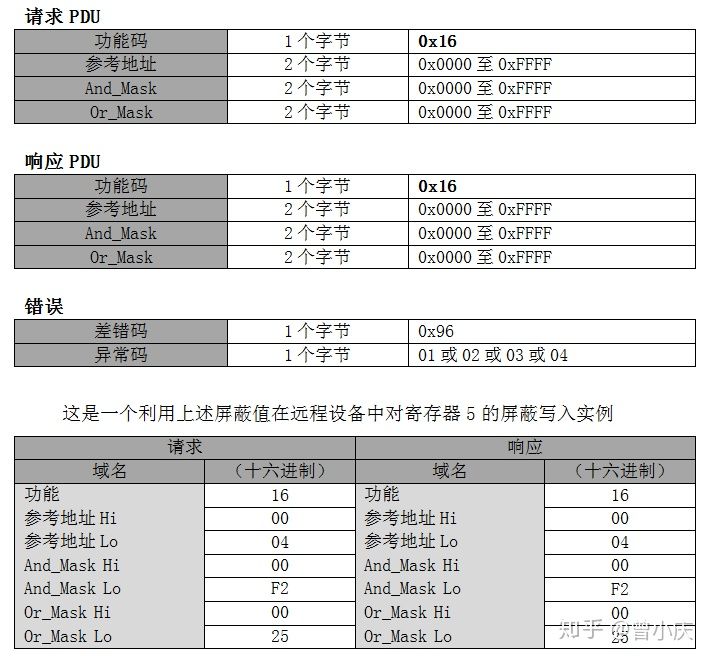 请求 PDU
功能码 1 个字节 0x16
参考地址 2 个字节 0x0000 至 0xFFFF
And_Mask 2 个字节 0x0000 至 0xFFFF
Or_Mask 2 个字节 0x0000 至 0xFFFF
响应 PDU
功能码 1 个字节 0x16
参考地址 2 个字节 0x0000 至 0xFFFF
And_Mask 2 个字节 0x0000 至 0xFFFF
Or_Mask 2 个字节 0x0000 至 0xFFFF
错误
差错码 1 个字节 0x96
异常码 1 个字节 01 或 02 或 03 或 04
这是一个利用上述屏蔽值在远程设备中对寄存器 5 的屏蔽写入实例
请求 响应
域名 （十六进制） 域名 （十六进制）
功能 16 功能 16
参考地址 Hi 00 参考地址 Hi 00
参考地址 Lo 04 参考地址 Lo 04
And_Mask Hi 00 And_Mask Hi 00
And_Mask Lo F2 And_Mask Lo F2
Or_Mask Hi 00 Or_Mask Hi 00
Or_Mask Lo 25 Or_Mask Lo 25
知乎 @曾小庆